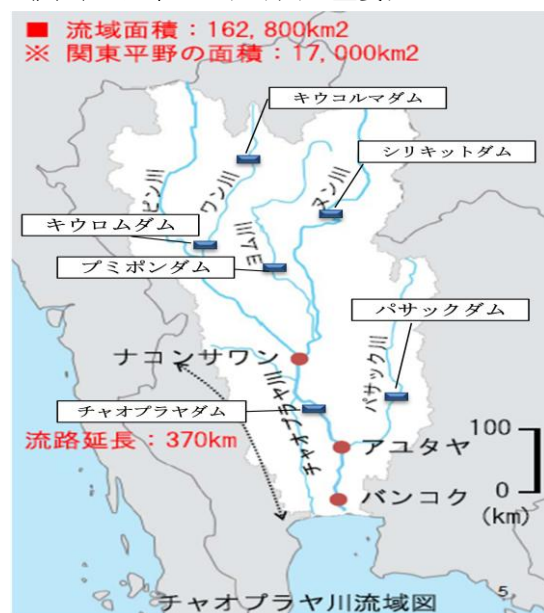 ■ 流域面積：162,800km2
※ 関東平野の面積：17,000km2
キウコルマダム
シリキットダム
ピン川
ワン川
ヌン川
キウロムダム
ヨム川
プミポンダム
パサックダム
ナコンサワン
パサック川
チャオプラヤダム
チャオプラヤ川
流路延長：370km
アユタヤ
100
バンコク
0
(km)
チャオプラヤ川流域図
5